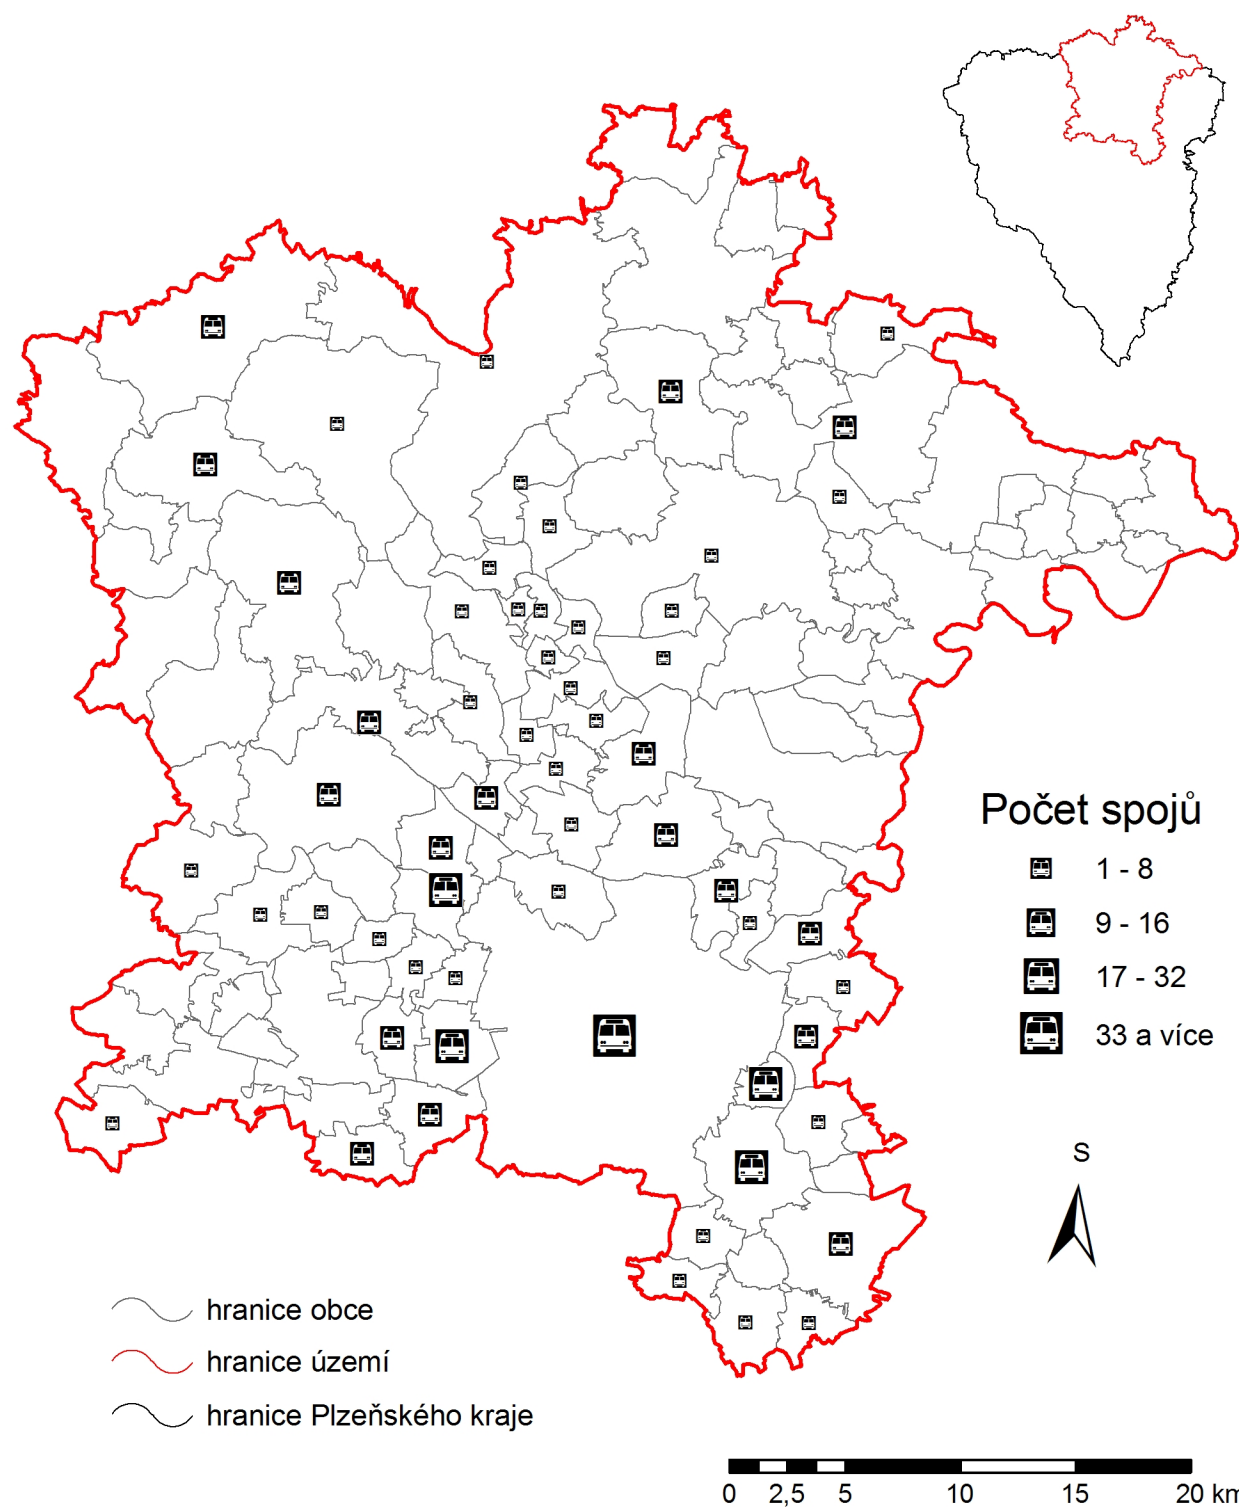 Počet spojů
1 - 8
9 - 16
17 - 32
33 a více
S
hranice obce
hranice území
hranice Plzeňského kraje
0 2,5 5 10 15 20 km